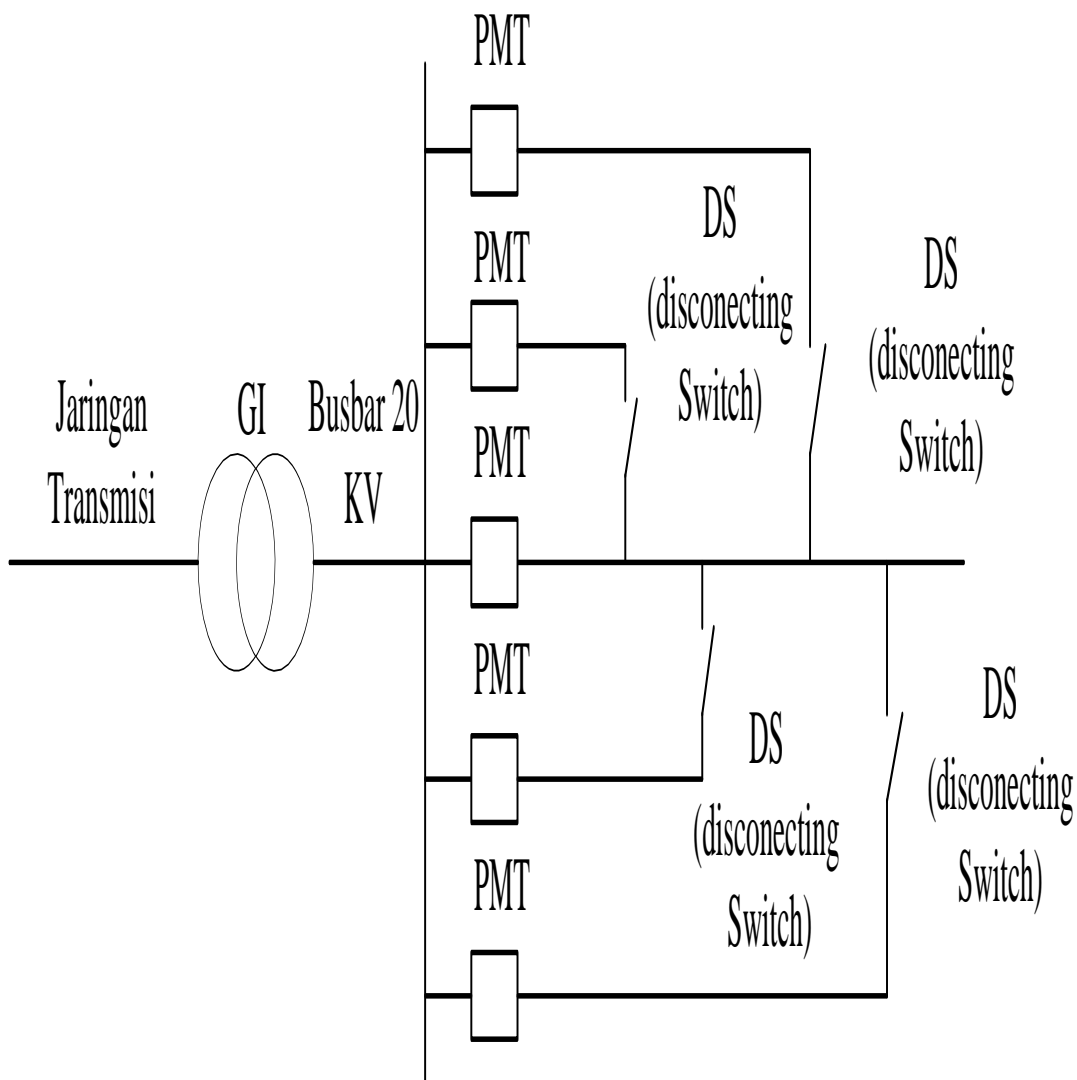 PMT
DS
(disconecting
Switch)
DS
(disconecting
Switch)
PMT
Jaringan
Transmisi
GI
Busbar 20
KV
PMT
PMT
DS
(disconecting
Switch)
DS
(disconecting
Switch)
PMT